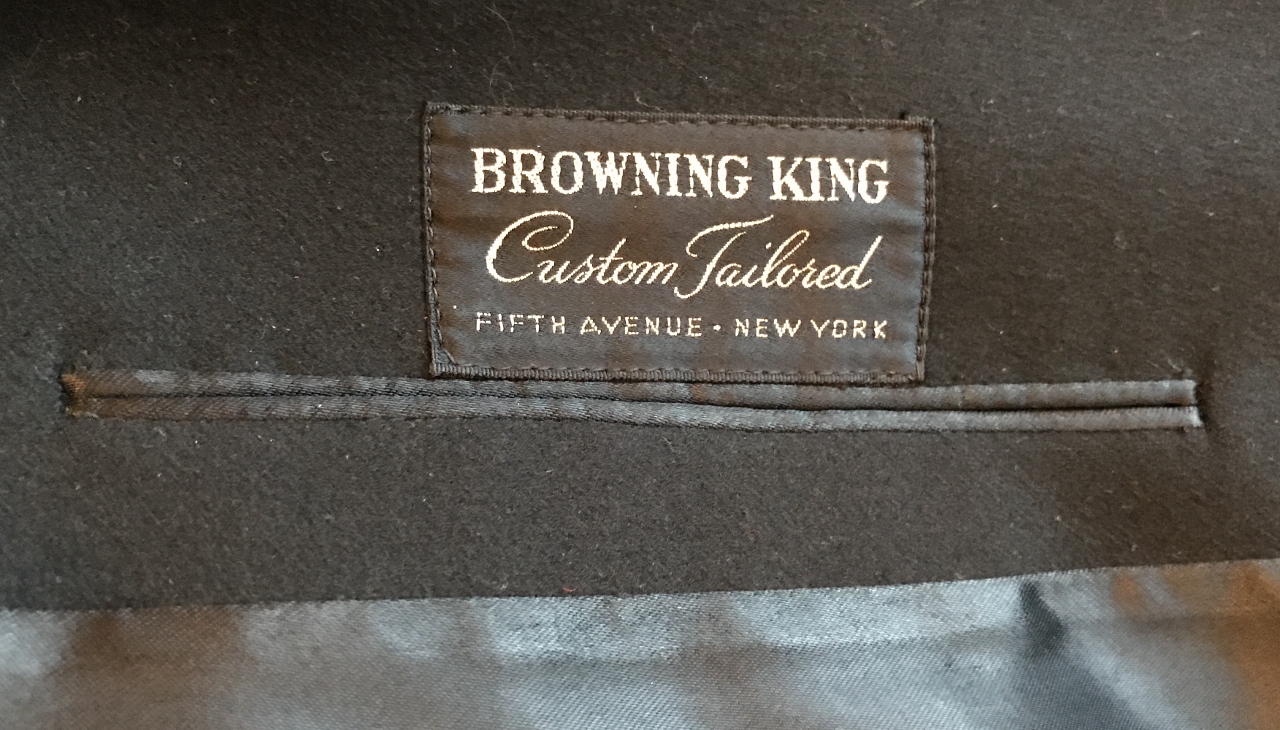 BROWNING KING
Custom Tailored
FIFTH AVENUE • NEW YORK